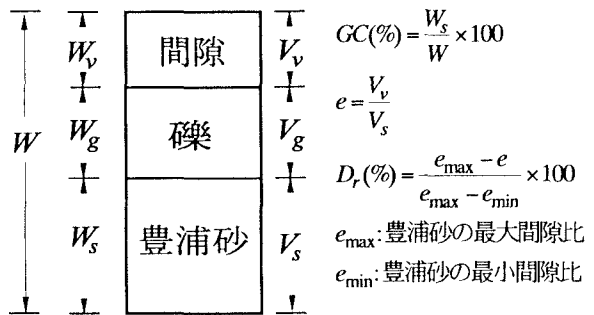 W
W_v 間隙 V_v
W_g 礫 V_g
W_s 豊浦砂 V_s
GC(%) = W_s/W ×100
e = V_v/V_s
D_r(%) = (e_max − e)/(e_max − e_min) ×100
e_max:豊浦砂の最大間隙比
e_min:豊浦砂の最小間隙比